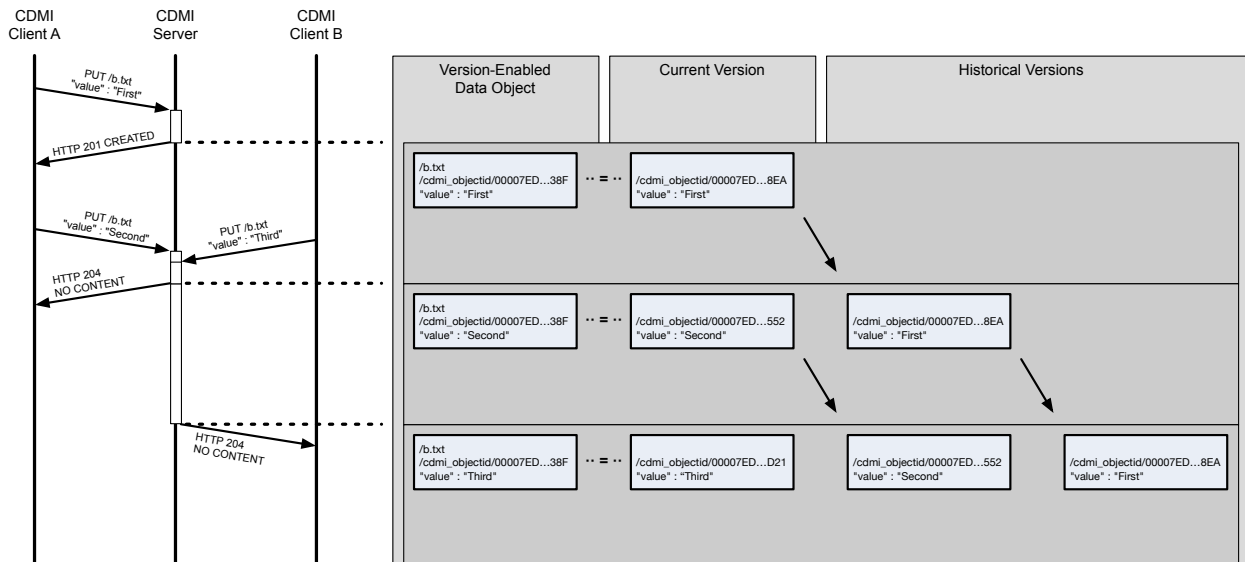 CDMI
Client A
CDMI
Server
CDMI
Client B
PUT /b.txt
"value" : "First"
HTTP 201 CREATED
PUT /b.txt
"value" : "Second"
PUT /b.txt
"value" : "Third"
HTTP 204
NO CONTENT
HTTP 204
NO CONTENT
Version-Enabled
Data Object
Current Version
Historical Versions
/b.txt
/cdmi_objectid/00007ED…38F
"value" : "First"
·· = ··
/cdmi_objectid/00007ED…8EA
"value" : "First"
/b.txt
/cdmi_objectid/00007ED…38F
"value" : "Second"
·· = ··
/cdmi_objectid/00007ED…552
"value" : "Second"
/cdmi_objectid/00007ED…8EA
"value" : "First"
/b.txt
/cdmi_objectid/00007ED…38F
"value" : "Third"
·· = ··
/cdmi_objectid/00007ED…D21
"value" : "Third"
/cdmi_objectid/00007ED…552
"value" : "Second"
/cdmi_objectid/00007ED…8EA
"value" : "First"